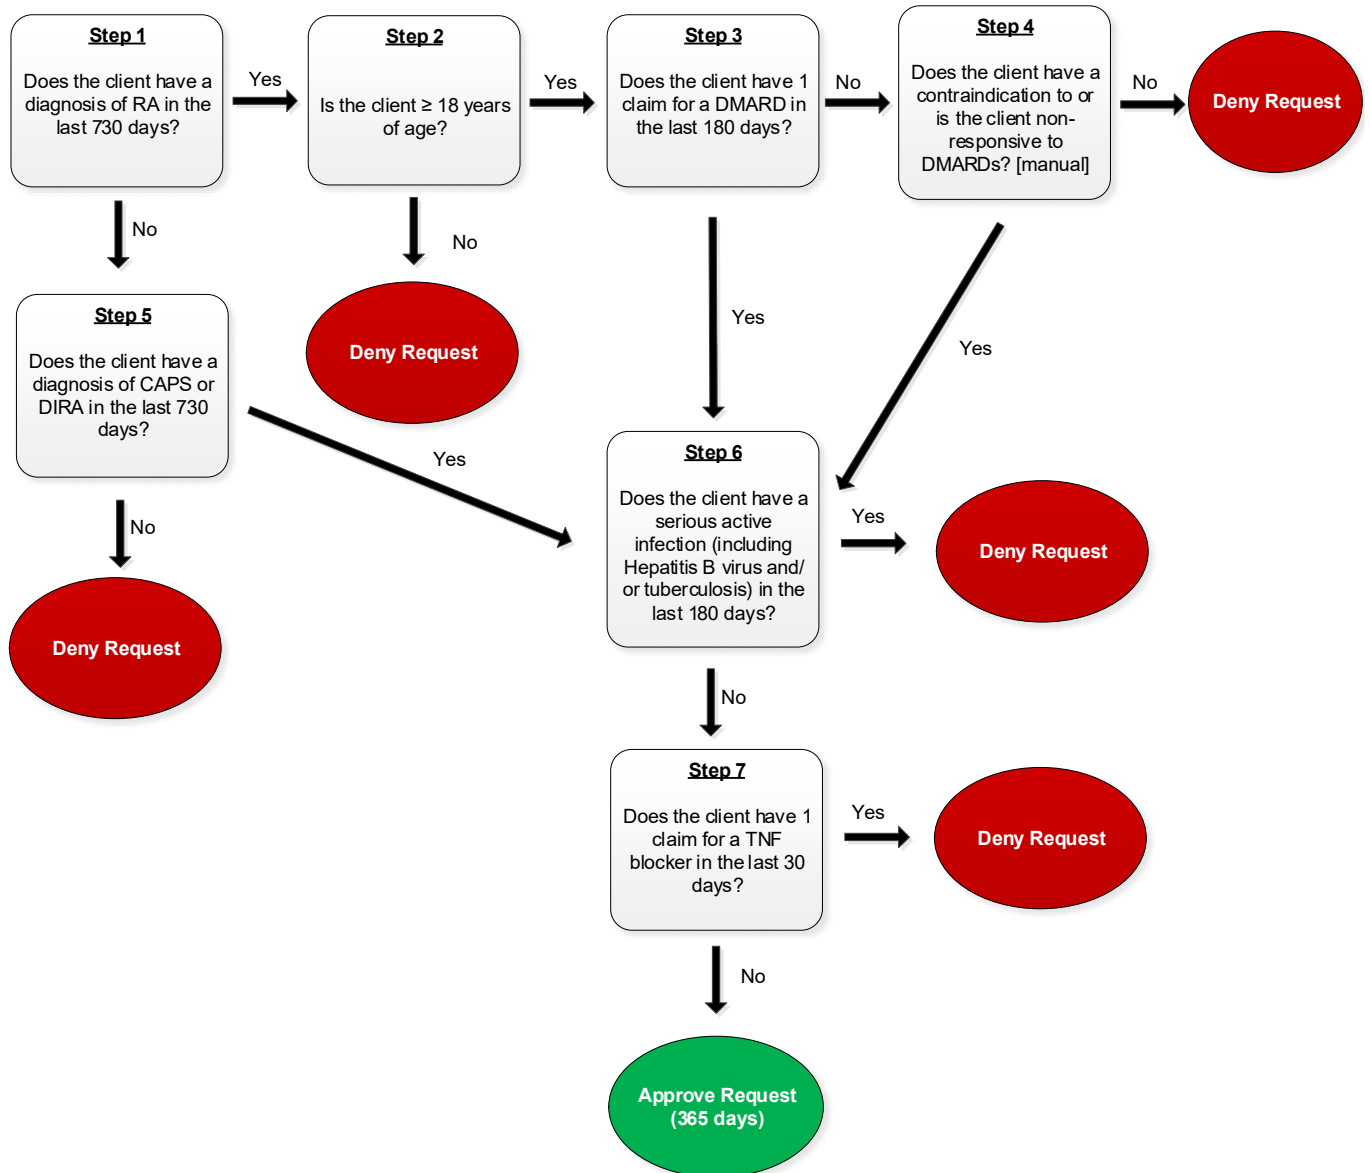 Step 1
Does the client have a
diagnosis of RA in the
last 730 days?
Yes
Step 2
Is the client ≥ 18 years
of age?
Yes
Step 3
Does the client have 1
claim for a DMARD in
the last 180 days?
No
Step 4
Does the client have a
contraindication to or
is the client non-
responsive to
DMARDs? [manual]
No
Deny Request
No
No
Deny Request
Yes
Yes
Step 5
Does the client have a
diagnosis of CAPS or
DIRA in the last 730
days?
Yes
No
Deny Request
Step 6
Does the client have a
serious active
infection (including
Hepatitis B virus and/
or tuberculosis) in the
last 180 days?
Yes
Deny Request
No
Step 7
Does the client have 1
claim for a TNF
blocker in the last 30
days?
Yes
Deny Request
No
Approve Request
(365 days)